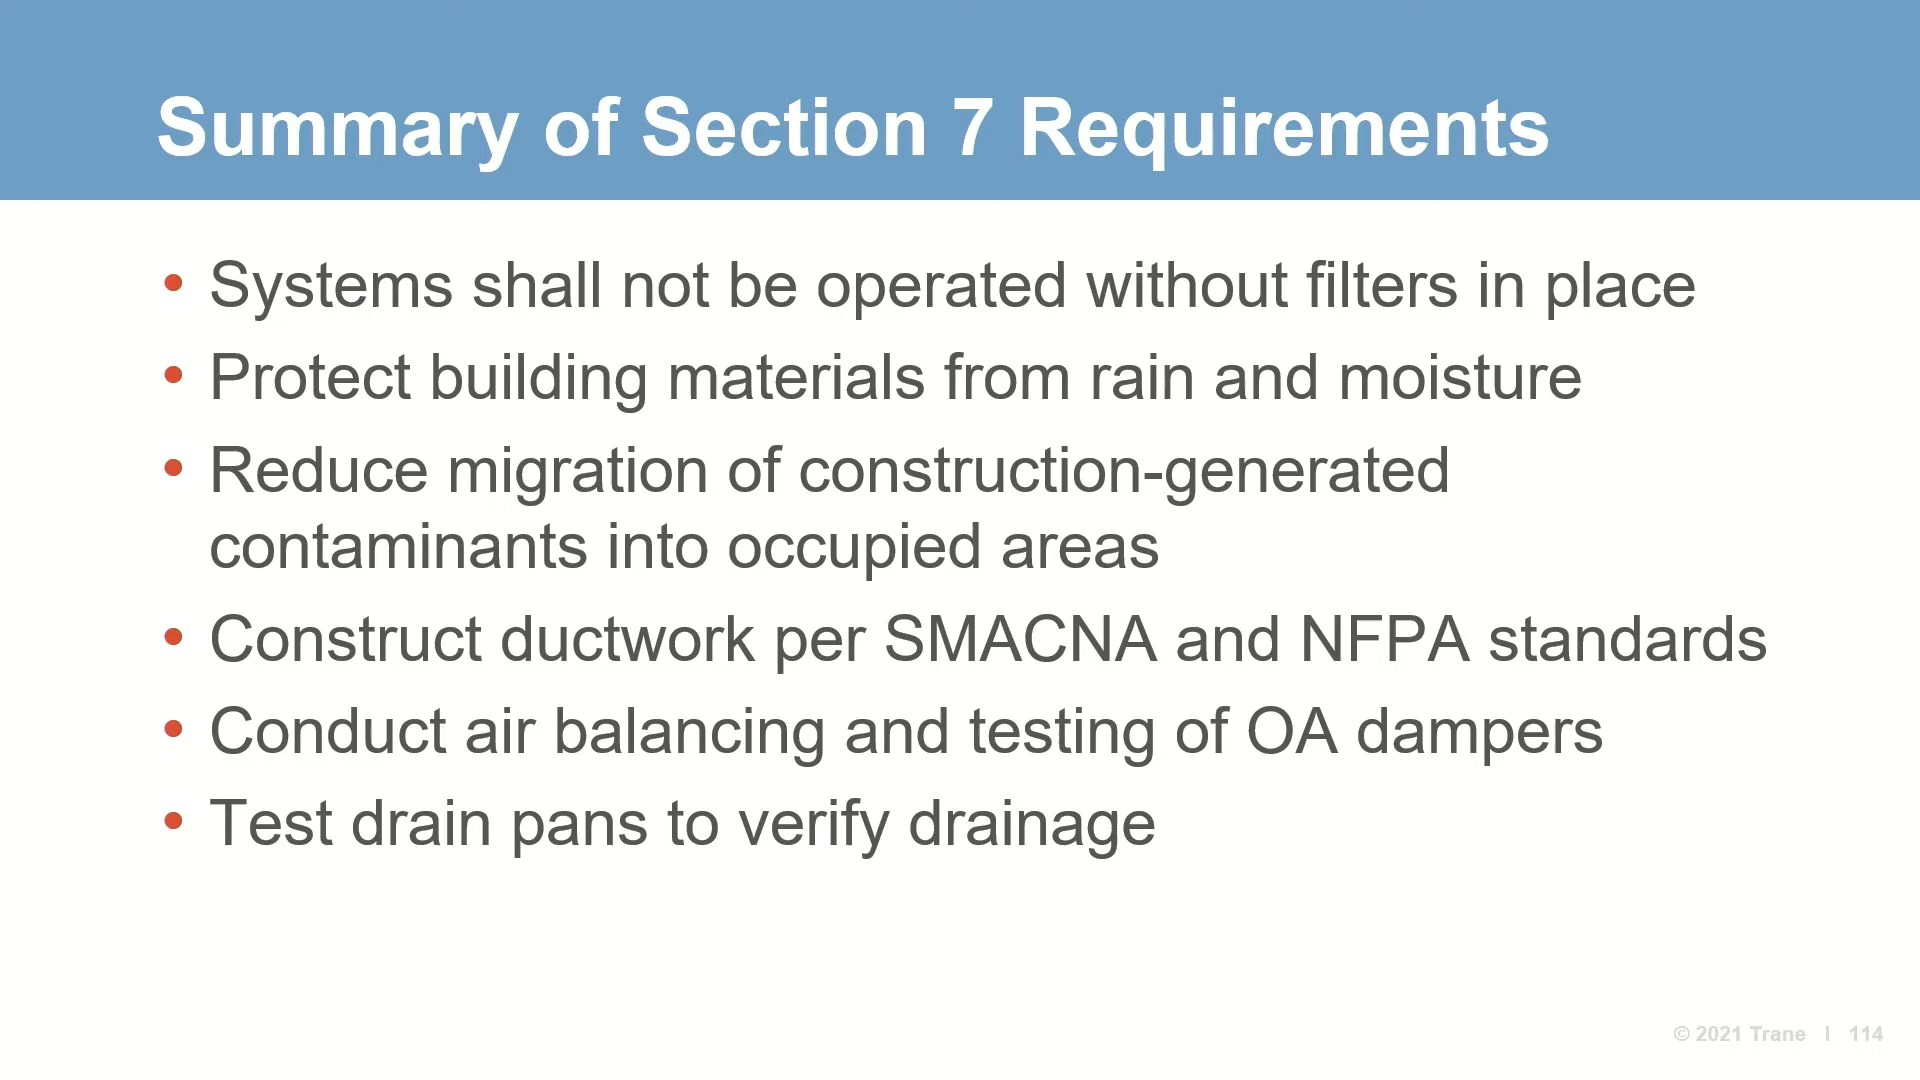 Summary of Section 7 Requirements
• Systems shall not be operated without filters in place
• Protect building materials from rain and moisture
• Reduce migration of construction-generated
contaminants into occupied areas
• Construct ductwork per SMACNA and NFPA standards
• Conduct air balancing and testing of OA dampers
• Test drain pans to verify drainage
© 2021 Trane | 114